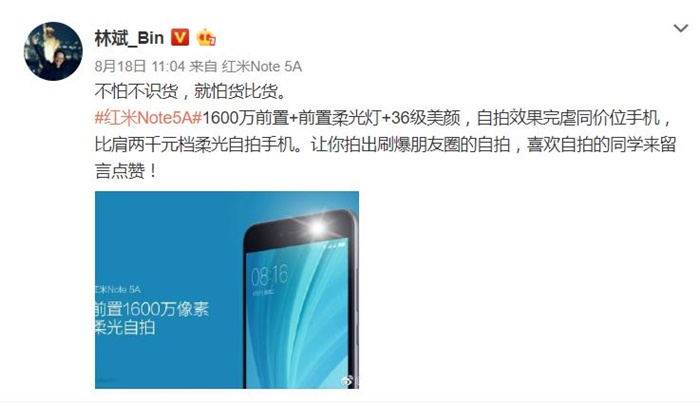 林斌_Bin
8月18日 11:04 来自 红米Note 5A
不怕不识货，就怕货比货。
#红米Note5A#1600万前置+前置柔光灯+36级美颜，自拍效果完虐同价位手机，
比肩两千元档柔光自拍手机。让你拍出刷爆朋友圈的自拍，喜欢自拍的同学来留
言点赞！
08:16
红米Note 5A
前置1600万像素
柔光自拍